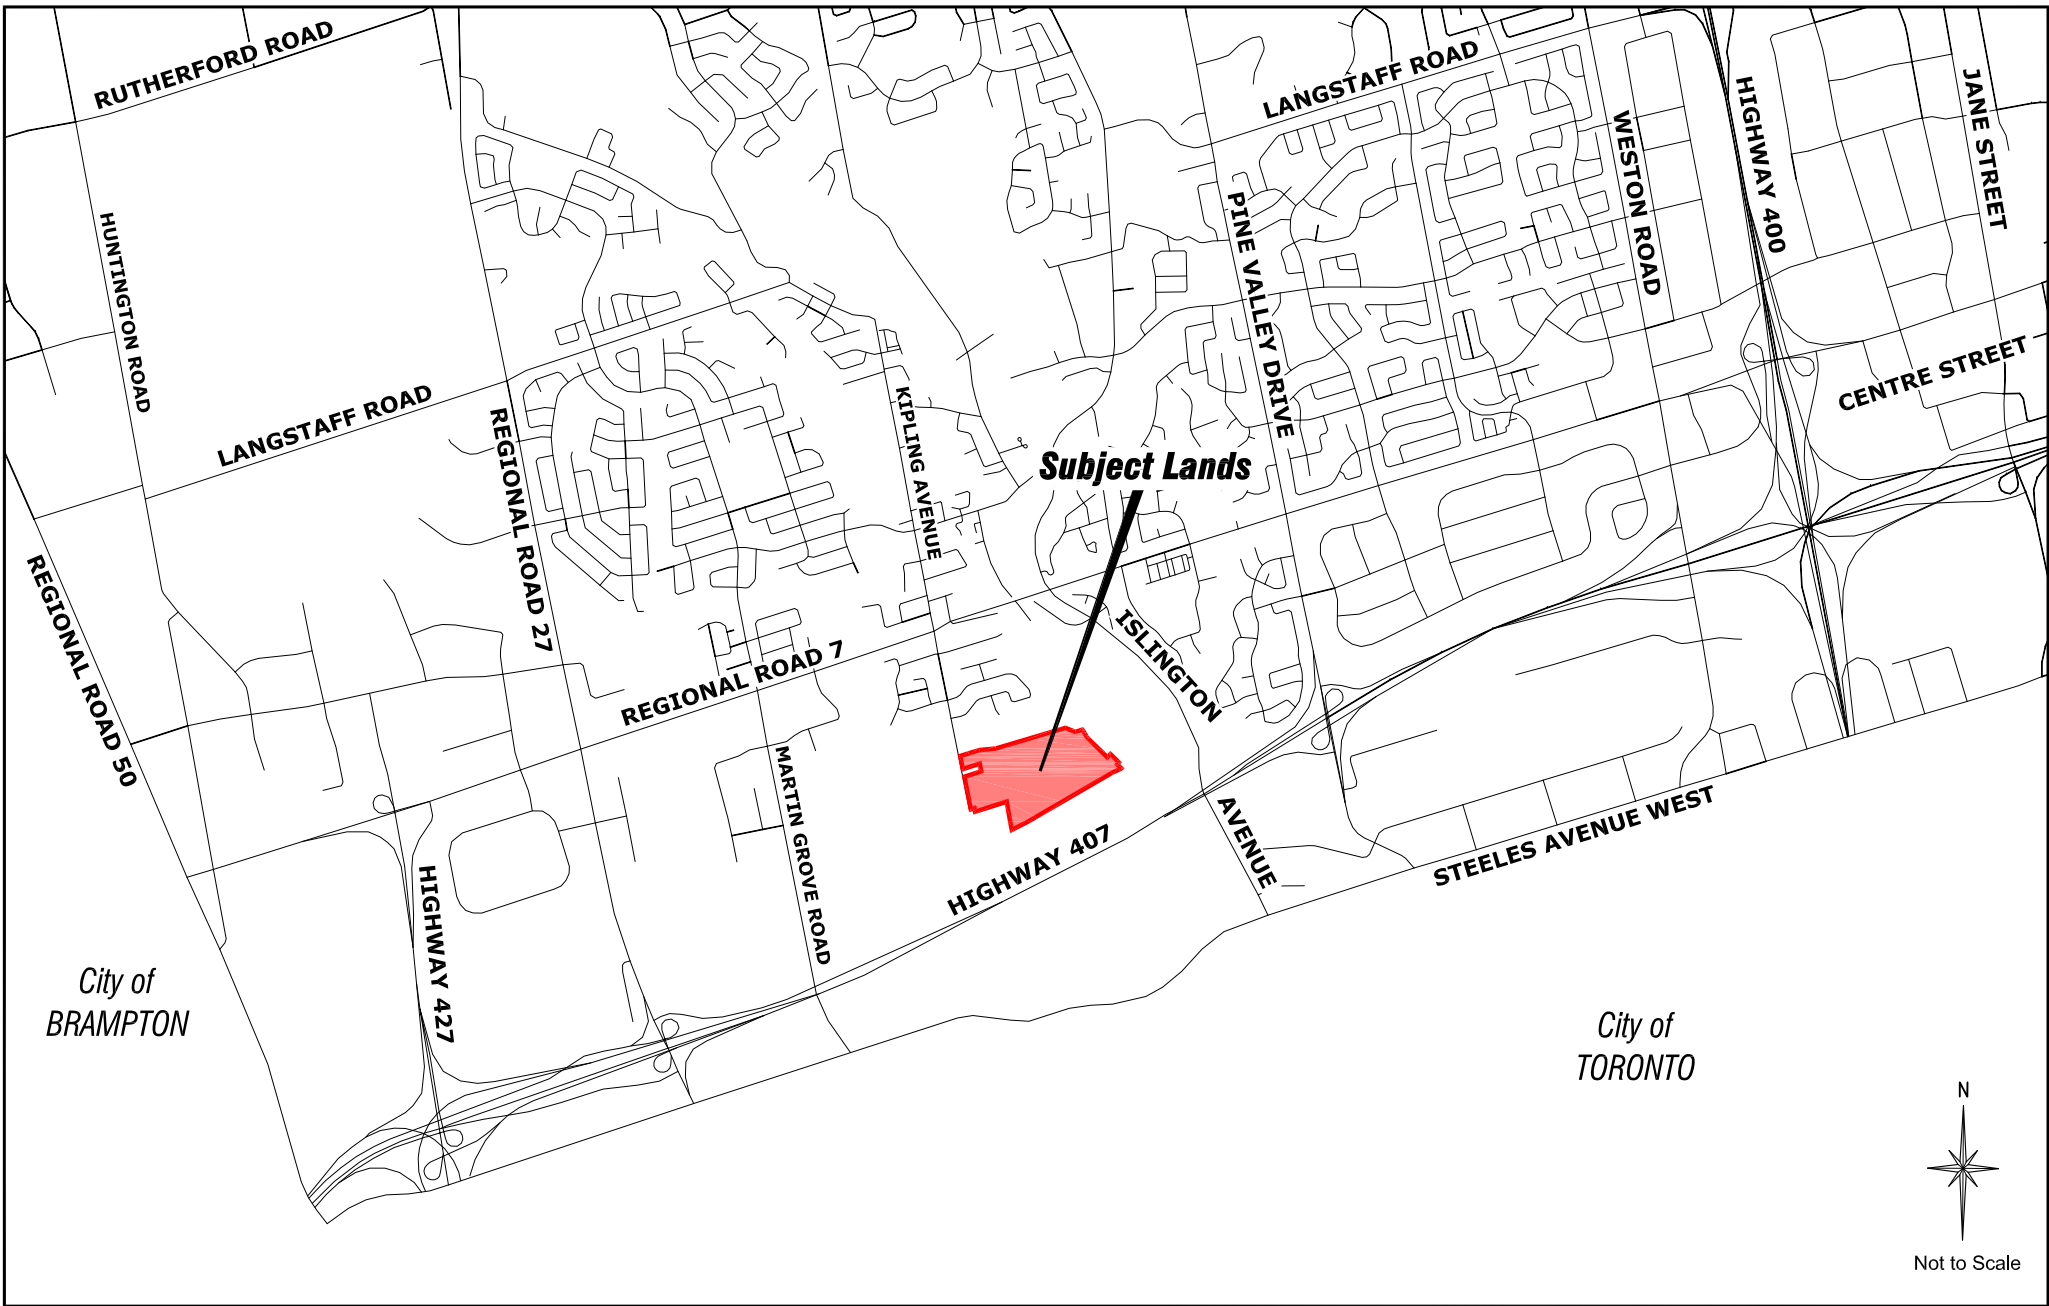 RUTHERFORD ROAD
LANGSTAFF ROAD
HIGHWAY 400
JANE STREET
WESTON ROAD
HUNTINGTON ROAD
PINE VALLEY DRIVE
CENTRE STREET
LANGSTAFF ROAD
REGIONAL ROAD 27
KIPLING AVENUE
Subject Lands
REGIONAL ROAD 50
ISLINGTON
AVENUE
REGIONAL ROAD 7
MARTIN GROVE ROAD
HIGHWAY 407
STEELES AVENUE WEST
HIGHWAY 427
City of
BRAMPTON
City of
TORONTO
N
Not to Scale